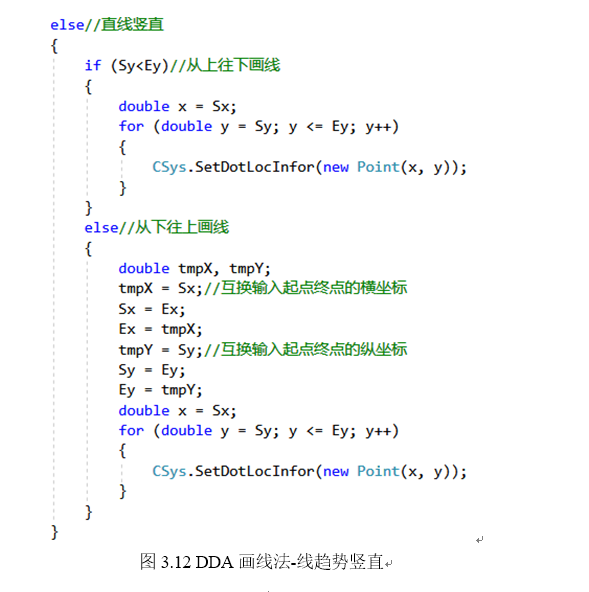 else//直线竖直
{
if (Sy<Ey)//从上往下画线
{
double x = Sx;
for (double y = Sy; y <= Ey; y++)
{
CSys.SetDotLocInfor(new Point(x, y));
}
}
else//从下往上画线
{
double tmpX, tmpY;
tmpX = Sx;//互换输入起点终点的横坐标
Sx = Ex;
Ex = tmpX;
tmpY = Sy;//互换输入起点终点的纵坐标
Sy = Ey;
Ey = tmpY;
double x = Sx;
for (double y = Sy; y <= Ey; y++)
{
CSys.SetDotLocInfor(new Point(x, y));
}
}
}
图 3.12 DDA 画线法-线趋势竖直